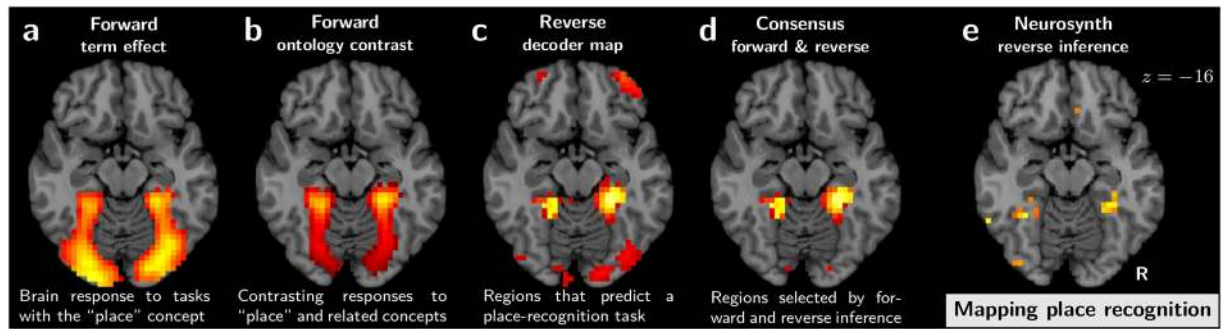 a
Forward
term effect
Brain response to tasks
with the “place” concept
b
Forward
ontology contrast
Contrasting responses to
“place” and related concepts
c
Reverse
decoder map
Regions that predict a
place-recognition task
d
Consensus
forward & reverse
Regions selected by for-
ward and reverse inference
e
Neurosynth
reverse inference
z = −16
R
Mapping place recognition